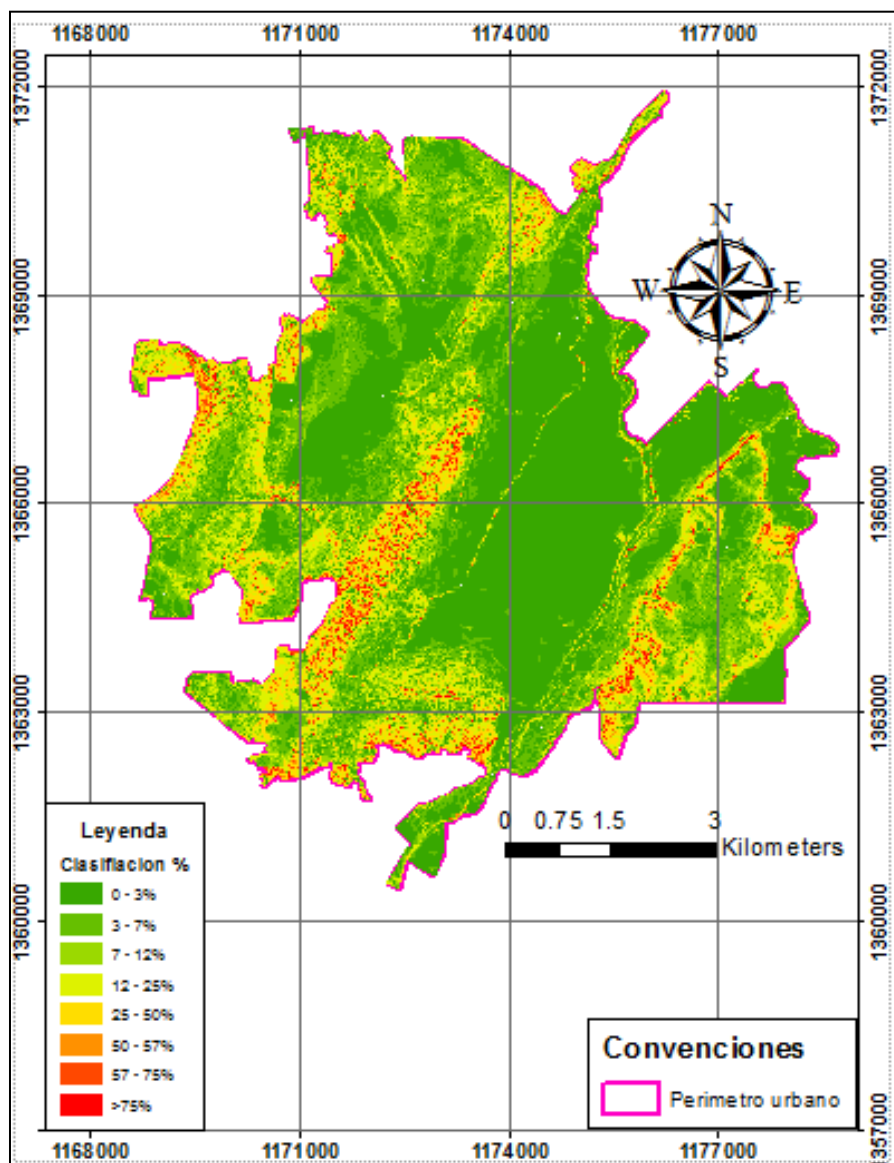 1168000 1171000 1174000 1177000
1372000
1372000
N
1369000
W E
1369000
S
1366000
1366000
1363000
1363000
0 0.75 1.5 3
Kilometers
Leyenda
Clasifiacion %
0 - 3%
3 - 7%
7 - 12%
12 - 25%
25 - 50%
50 - 57%
57 - 75%
>75%
1360000
1360000
Convenciones
Perimetro urbano
1357000
1357000
1168000 1171000 1174000 1177000